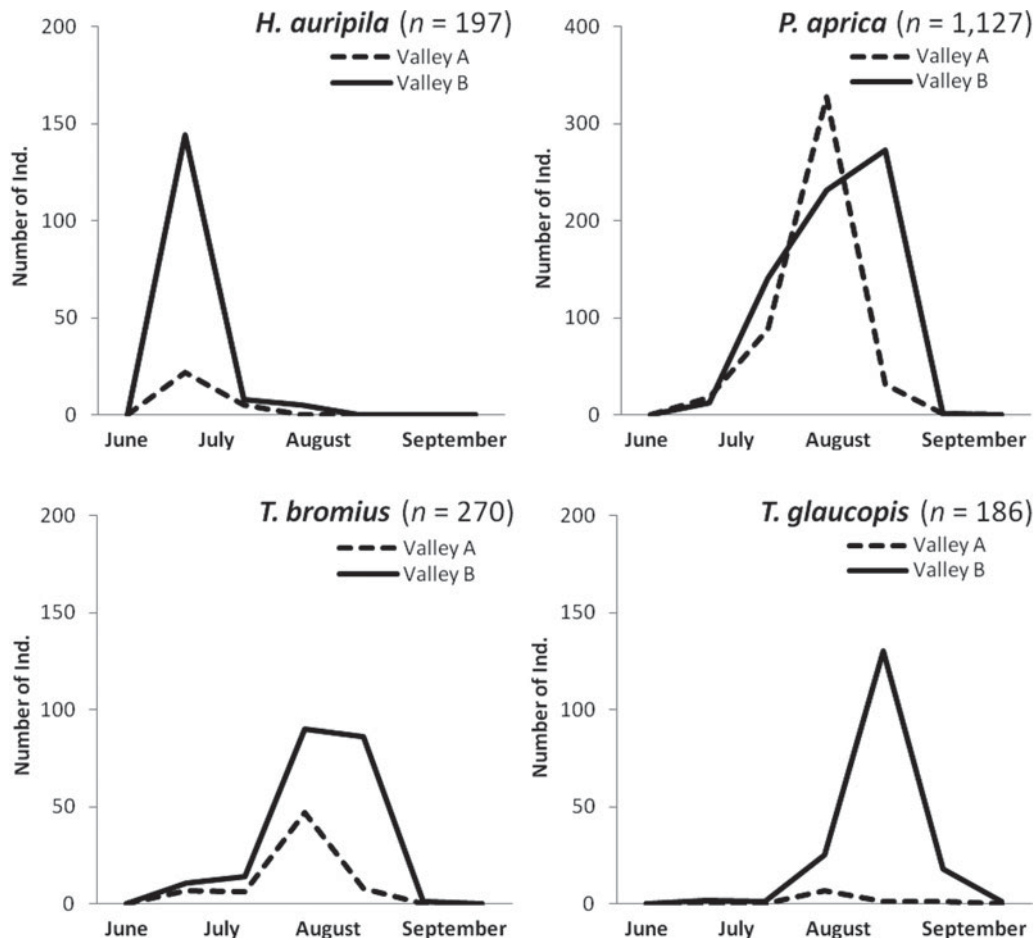 H. auripila (n = 197)
Valley A
Valley B
Number of Ind.
200
150
100
50
0
June July August September
P. aprica (n = 1,127)
Valley A
Valley B
Number of Ind.
400
300
200
100
0
June July August September
T. bromius (n = 270)
Valley A
Valley B
Number of Ind.
200
150
100
50
0
June July August September
T. glaucopis (n = 186)
Valley A
Valley B
Number of Ind.
200
150
100
50
0
June July August September